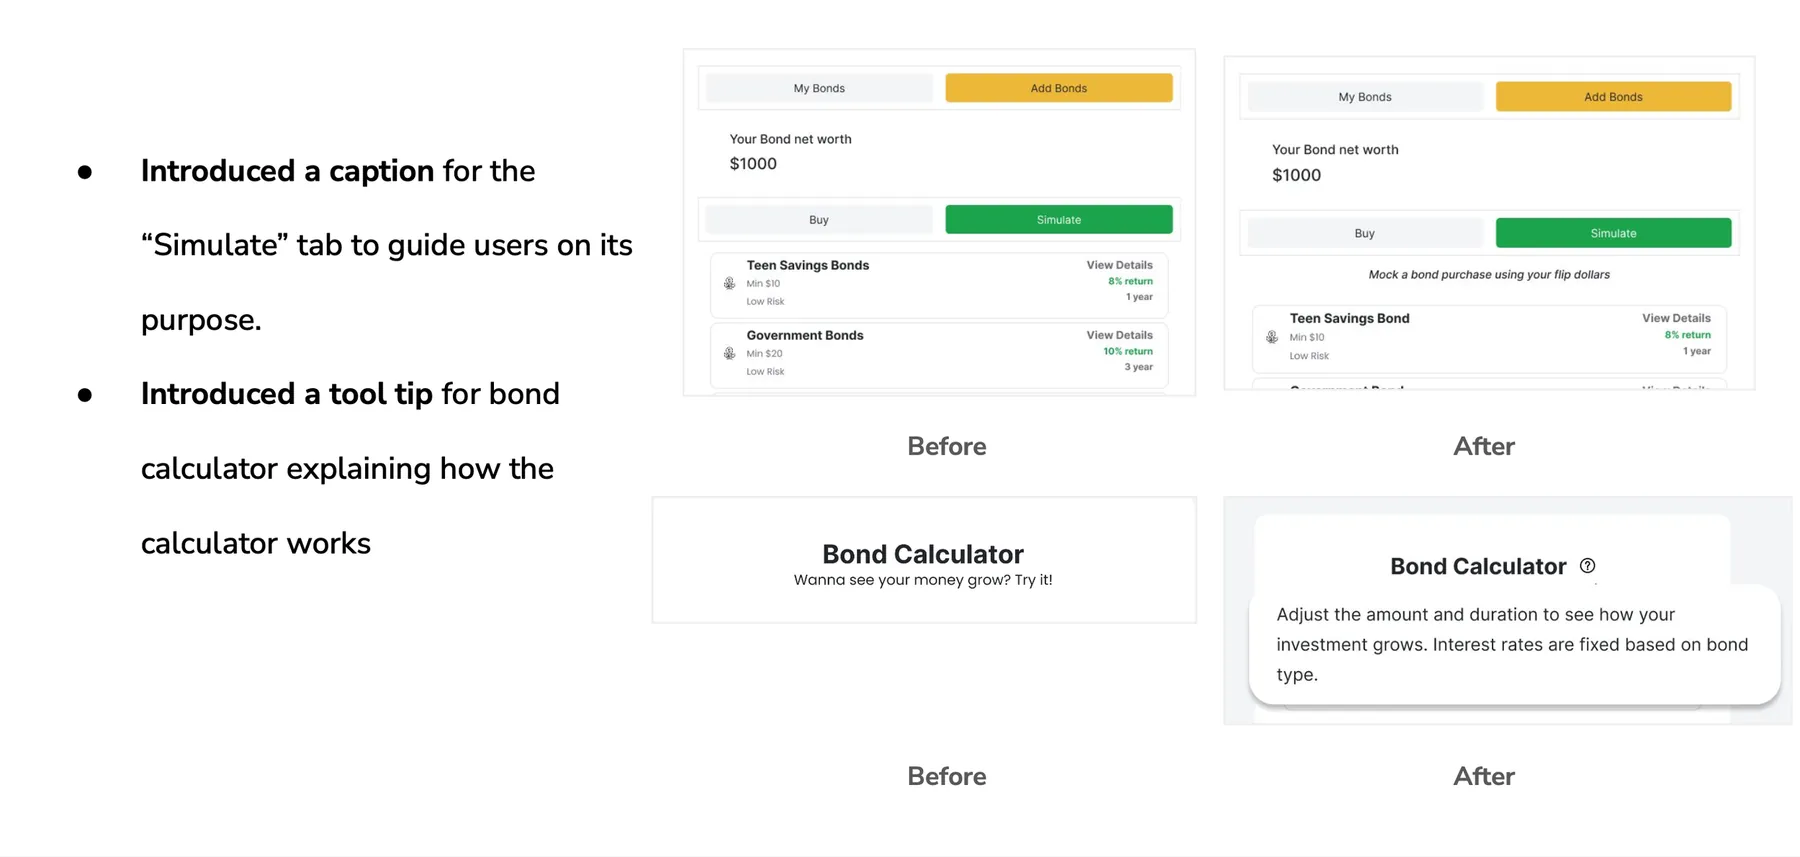 ● Introduced a caption for the
“Simulate” tab to guide users on its
purpose.
● Introduced a tool tip for bond
calculator explaining how the
calculator works
My Bonds
Add Bonds
Your Bond net worth
$1000
Buy
Simulate
Teen Savings Bonds
View Details
Min $10
8% return
Low Risk
1 year
Government Bonds
View Details
Min $20
10% return
Low Risk
3 year
Before
My Bonds
Add Bonds
Your Bond net worth
$1000
Buy
Simulate
Mock a bond purchase using your flip dollars
Teen Savings Bond
View Details
Min $10
8% return
Low Risk
1 year
Government Bond
View Details
After
Bond Calculator
Wanna see your money grow? Try it!
Before
Bond Calculator ?
Adjust the amount and duration to see how your
investment grows. Interest rates are fixed based on bond
type.
After